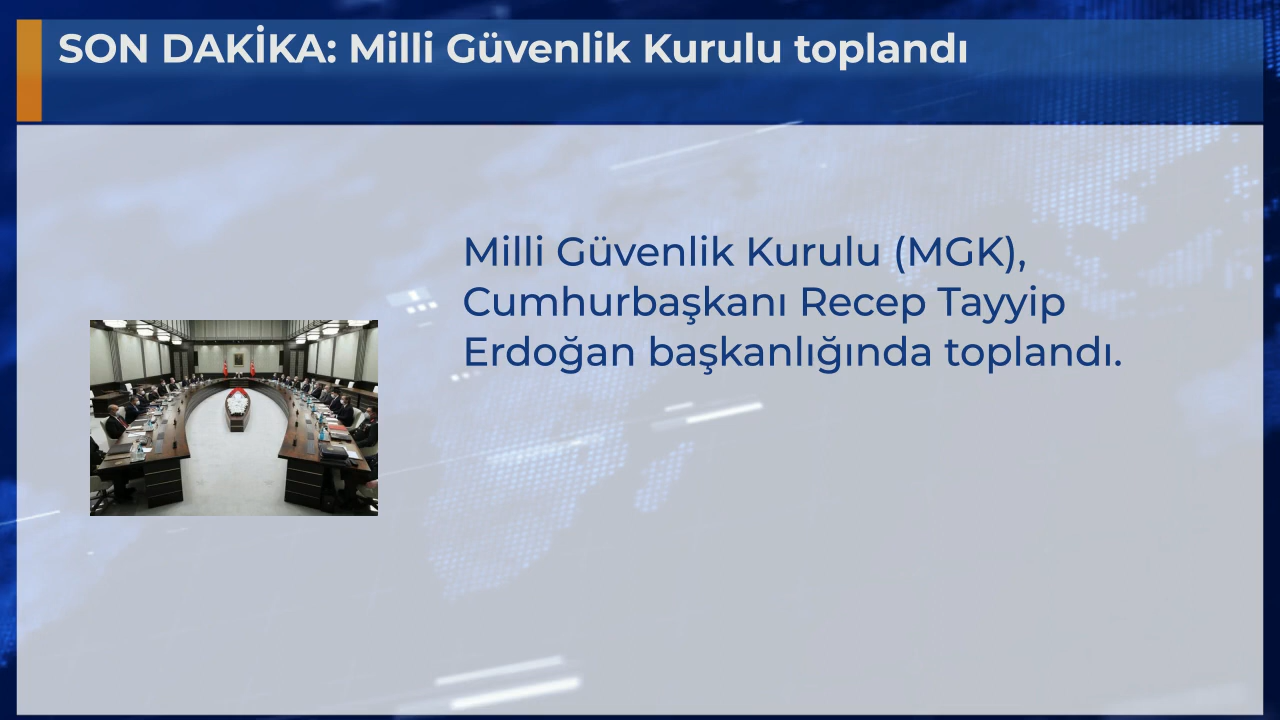 SON DAKİKA: Milli Güvenlik Kurulu toplandı
Milli Güvenlik Kurulu (MGK),
Cumhurbaşkanı Recep Tayyip
Erdoğan başkanlığında toplandı.